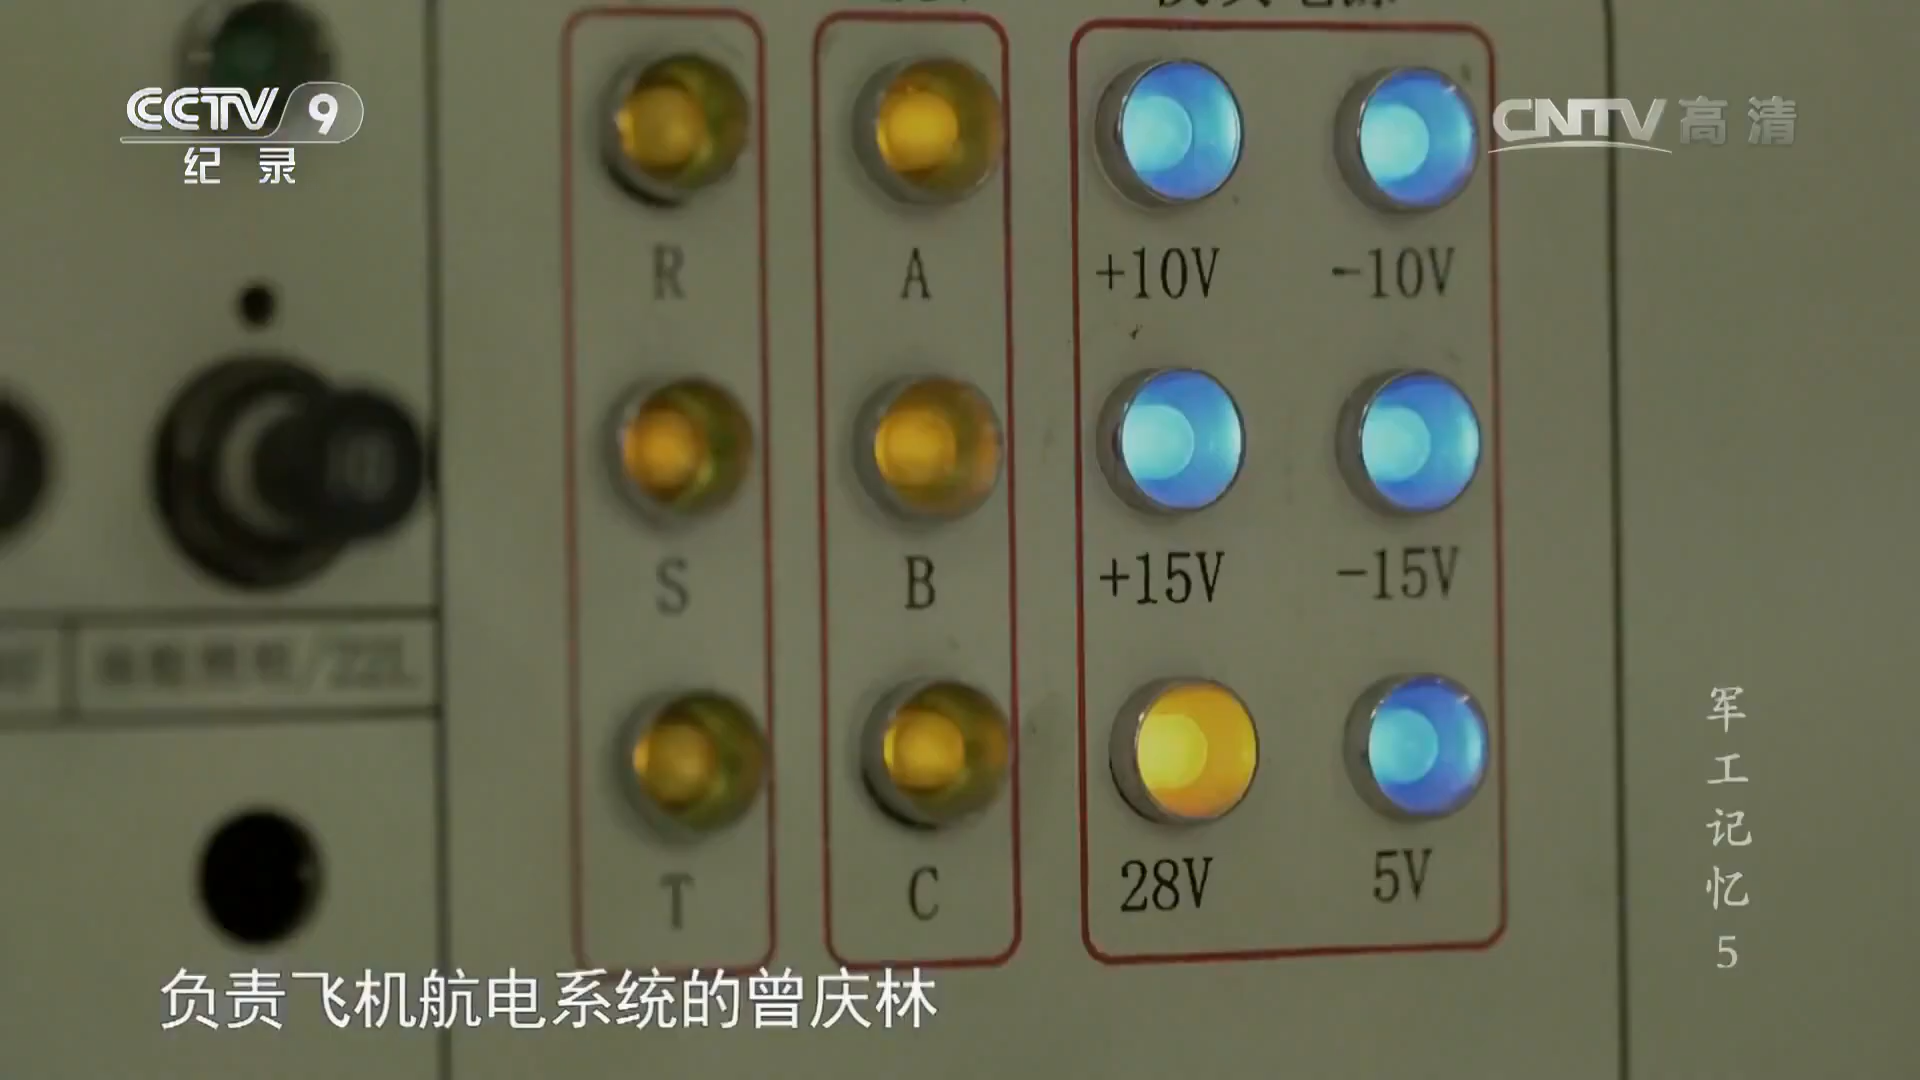 CCTV 9
纪录
CNTV 高清
R
A
+10V
-10V
S
B
+15V
-15V
/22L
T
C
28V
5V
军工记忆5
负责飞机航电系统的曾庆林